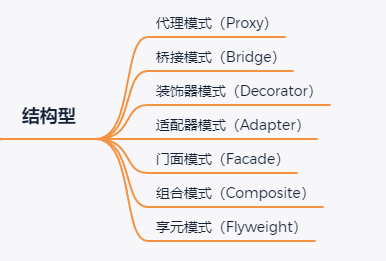 结构型
代理模式（Proxy)
桥接模式（Bridge）
装饰器模式（Decorator）
适配器模式（Adapter）
门面模式（Facade）
组合模式（Composite）
享元模式（Flyweight）